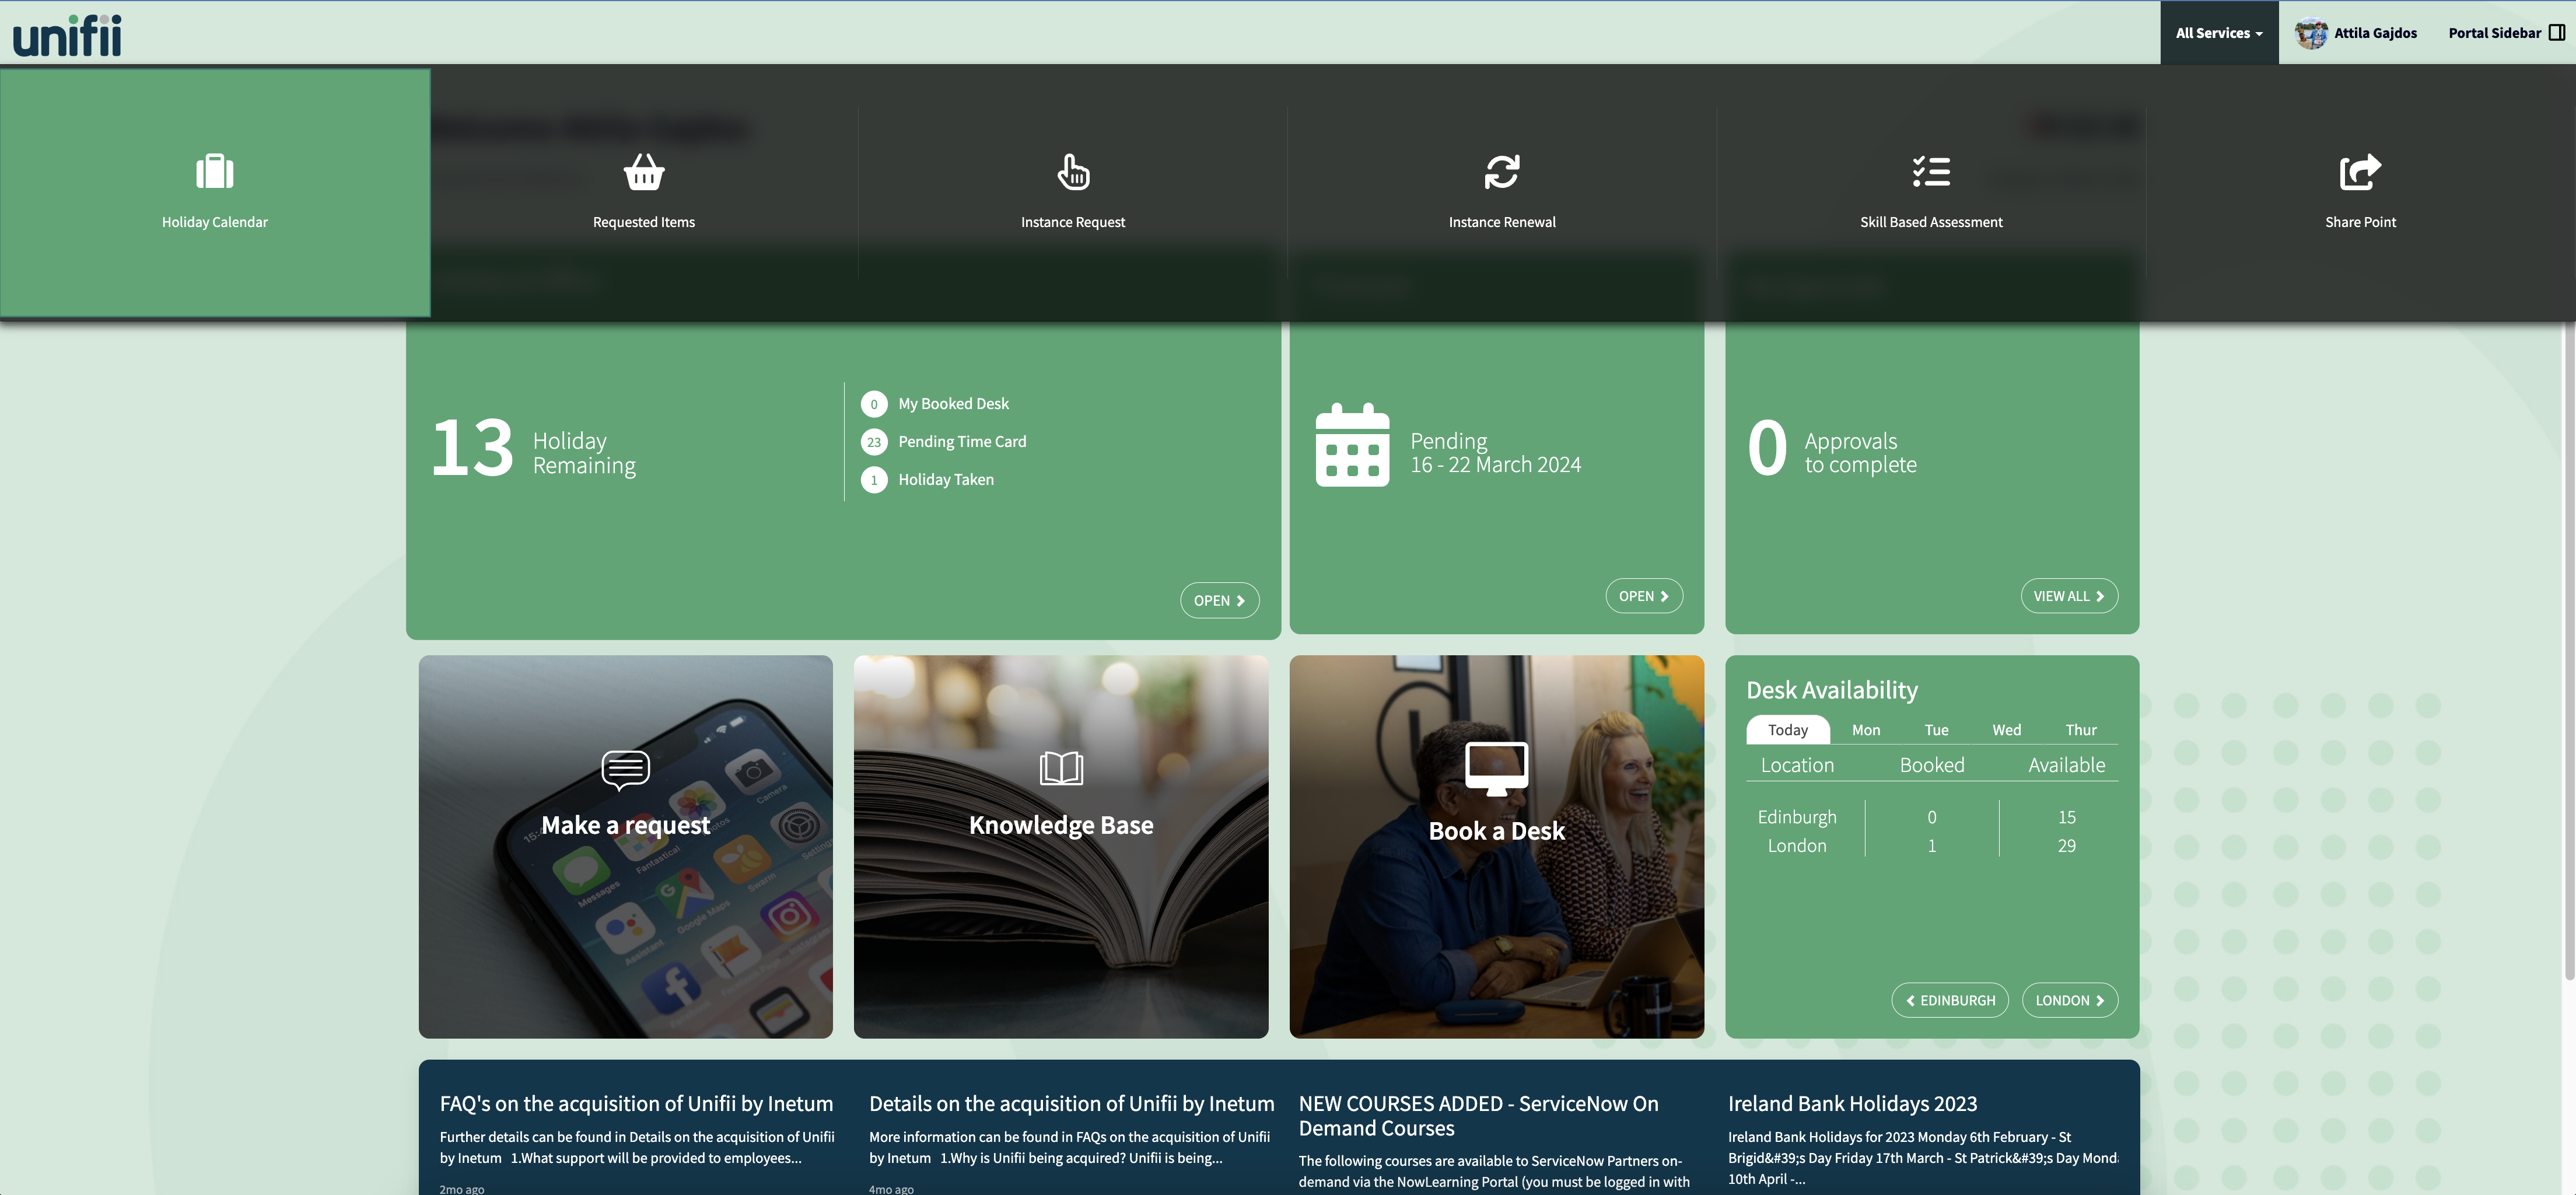 unifii
All Services
Attila Gajdos
Portal Sidebar
Holiday Calendar
Requested Items
Instance Request
Instance Renewal
Skill Based Assessment
Share Point
13
Holiday
Remaining
0 My Booked Desk
23 Pending Time Card
1 Holiday Taken
OPEN
Pending
16 - 22 March 2024
OPEN
0
Approvals
to complete
VIEW ALL
Make a request
Camera
Fantastical
Messages
Google Maps
Swarm
Assistant
Knowledge Base
Book a Desk
Desk Availability
Today Mon Tue Wed Thur
Location Booked Available
Edinburgh 0 15
London 1 29
EDINBURGH
LONDON
FAQ's on the acquisition of Unifii by Inetum
Further details can be found in Details on the acquisition of Unifii
by Inetum 1.What support will be provided to employees...
2mo ago
Details on the acquisition of Unifii by Inetum
More information can be found in FAQs on the acquisition of Unifii
by Inetum 1.Why is Unifii being acquired? Unifii is being...
4mo ago
NEW COURSES ADDED - ServiceNow On
Demand Courses
The following courses are available to ServiceNow Partners on-
demand via the NowLearning Portal (you must be logged in with
Ireland Bank Holidays 2023
Ireland Bank Holidays for 2023 Monday 6th February - St
Brigid&#39;s Day Friday 17th March - St Patrick&#39;s Day Monda
10th April -...